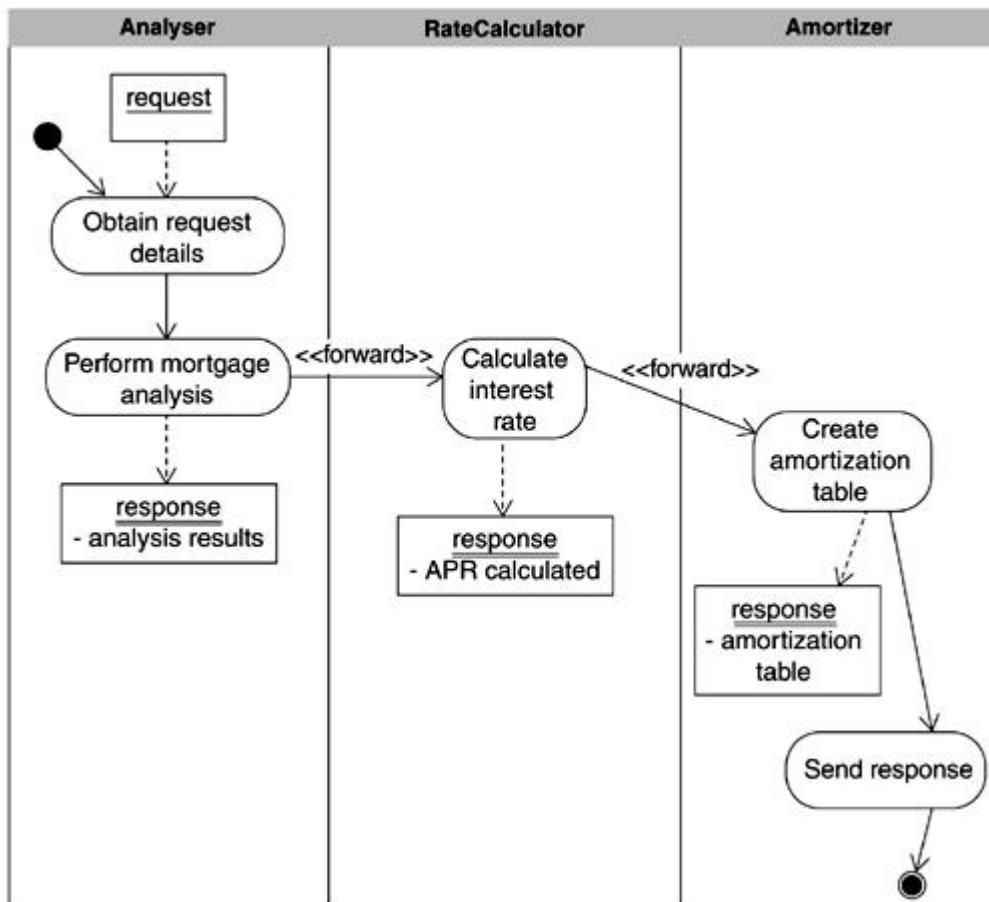 Analyser
RateCalculator
Amortizer
request
Obtain request
details
Perform mortgage
analysis
<<forward>>
Calculate
interest
rate
<<forward>>
Create
amortization
table
response
- analysis results
response
- APR calculated
response
- amortization
table
Send response